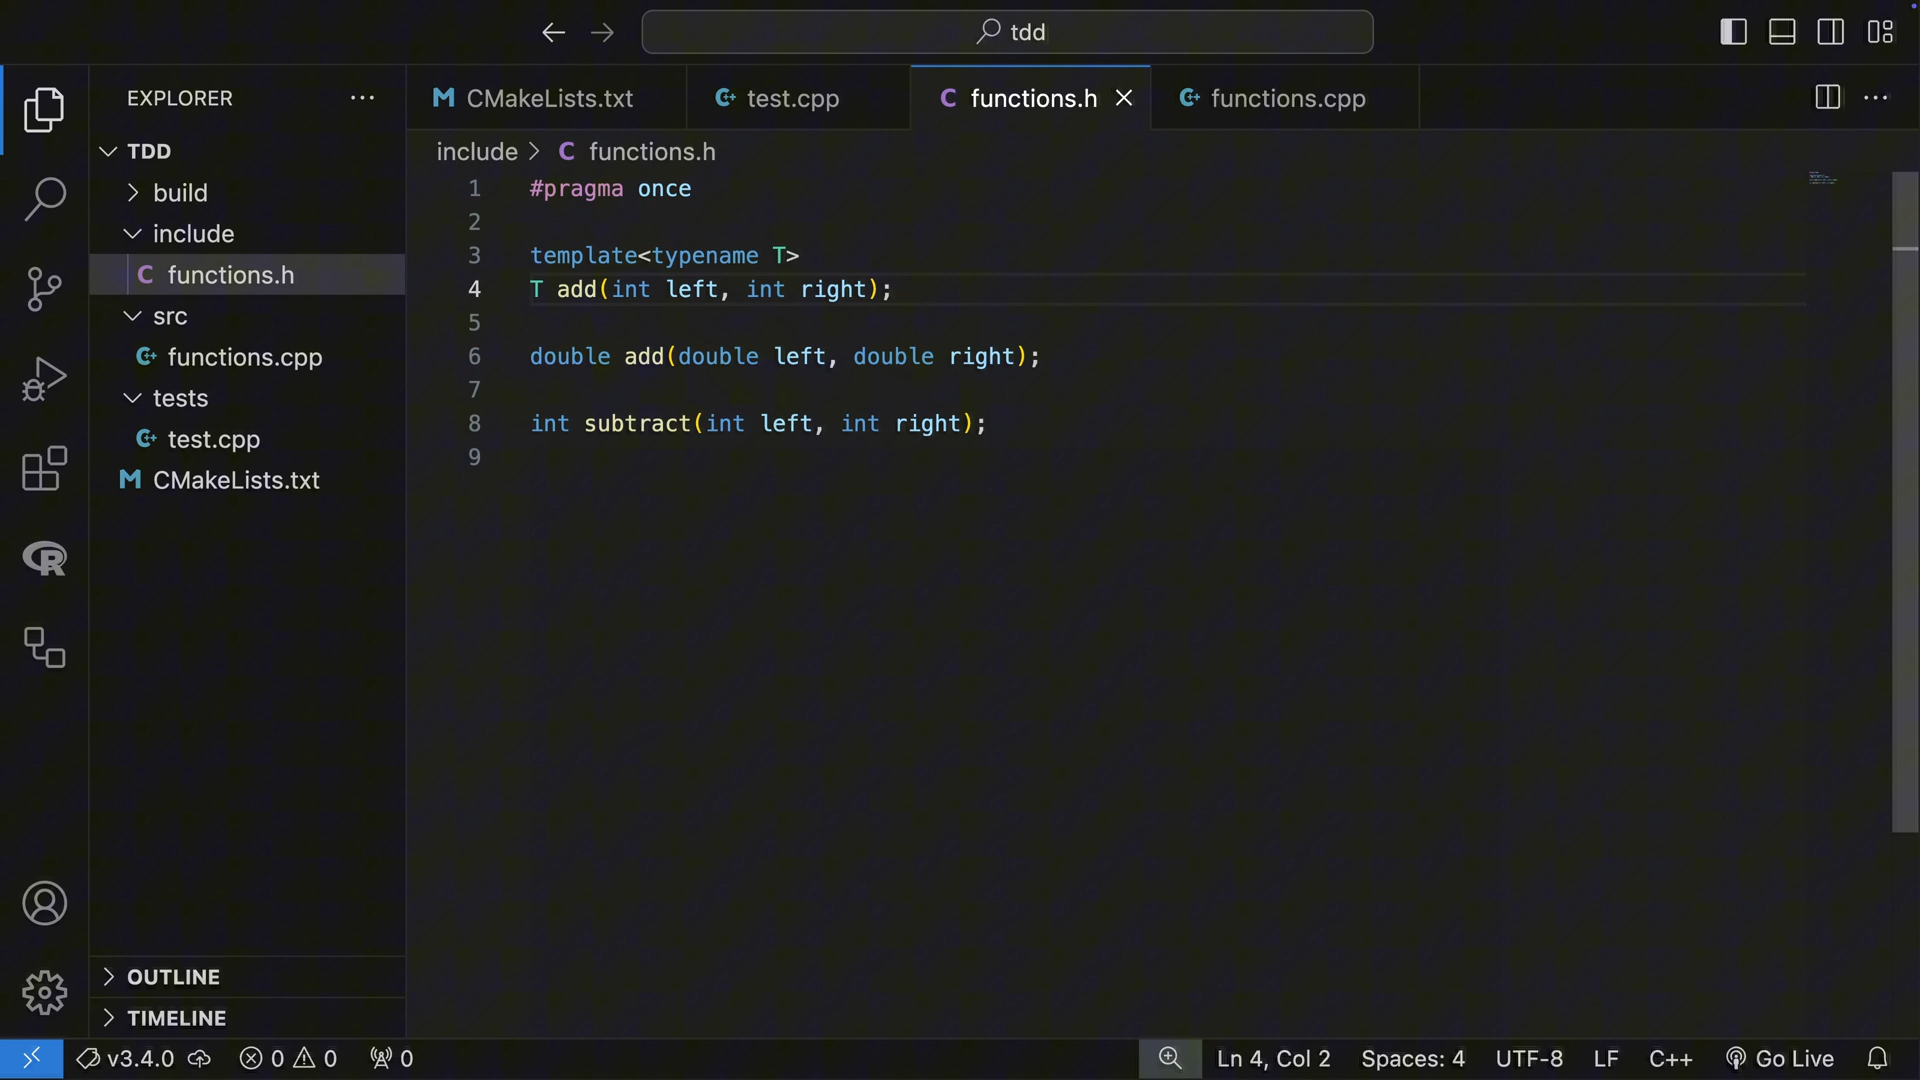 tdd
EXPLORER
TDD
build
include
functions.h
src
functions.cpp
tests
test.cpp
CMakeLists.txt
OUTLINE
TIMELINE
CMakeLists.txt test.cpp functions.h functions.cpp
include > functions.h
1 #pragma once
2
3 template<typename T>
4 T add(int left, int right);
5
6 double add(double left, double right);
7
8 int subtract(int left, int right);
9
v3.4.0 0 0 0 Ln 4, Col 2 Spaces: 4 UTF-8 LF C++ Go Live